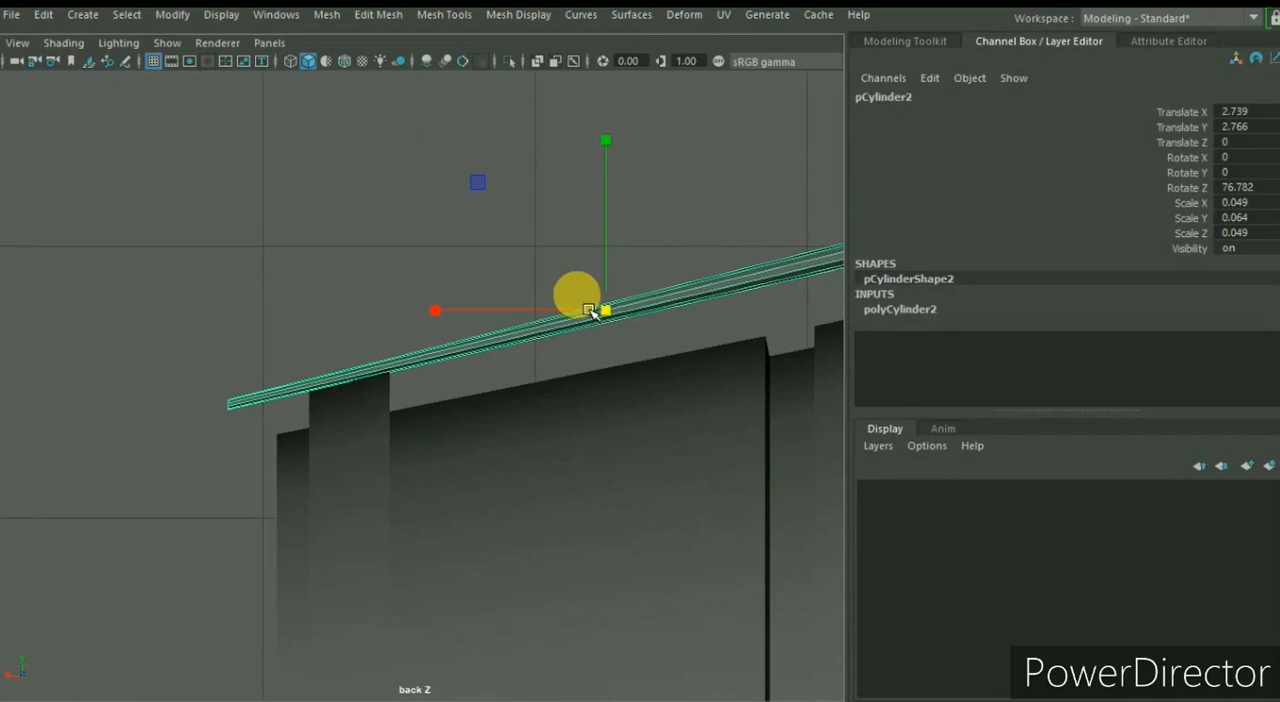 File Edit Create Select Modify Display Windows Mesh Edit Mesh Mesh Tools Mesh Display Curves Surfaces Deform UV Generate Cache Help
Workspace : Modeling - Standard*
View Shading Lighting Show Renderer Panels
0.00 1.00 sRGB gamma
Modeling Toolkit Channel Box / Layer Editor Attribute Editor
Channels Edit Object Show
pCylinder2
Translate X 2.739
Translate Y 2.766
Translate Z 0
Rotate X 0
Rotate Y 0
Rotate Z 76.782
Scale X 0.049
Scale Y 0.064
Scale Z 0.049
Visibility on
SHAPES
pCylinderShape2
INPUTS
polyCylinder2
Display Anim
Layers Options Help
back Z
y
PowerDirector